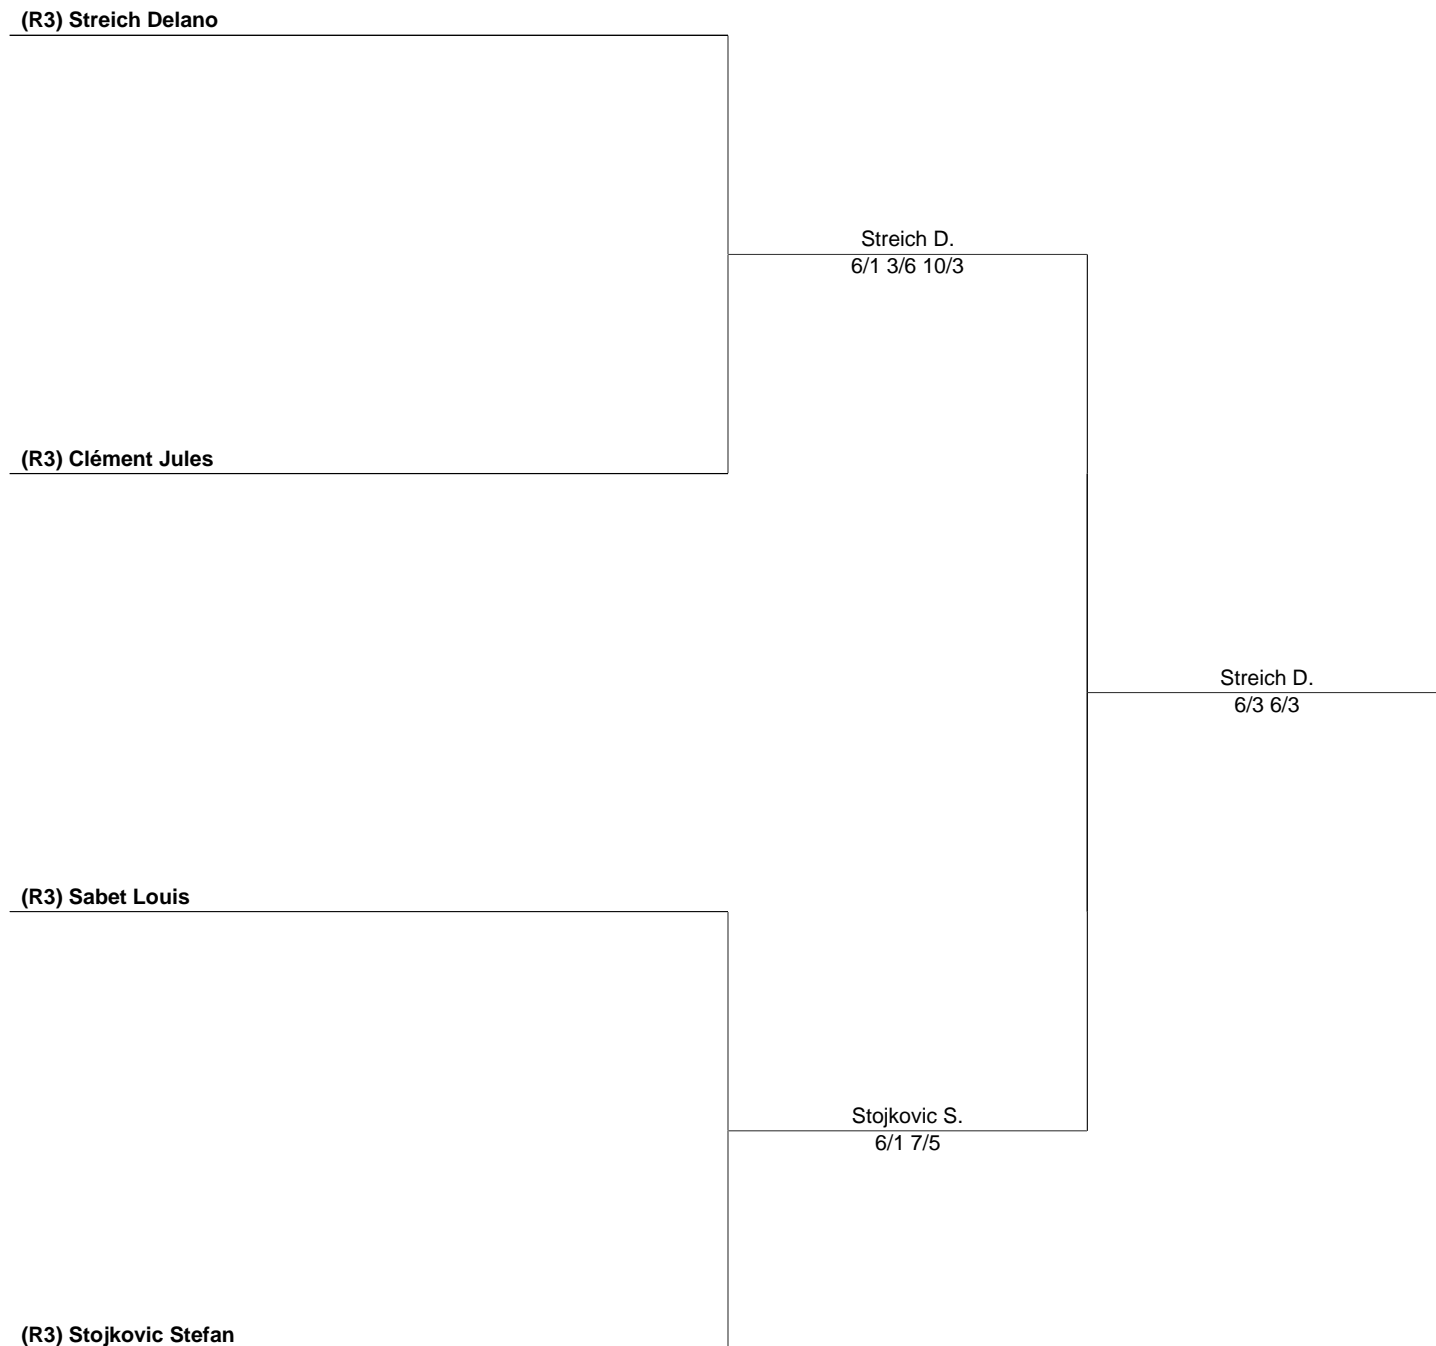 (R3) Streich Delano
Streich D.
6/1 3/6 10/3
(R3) Clément Jules
Streich D.
6/3 6/3
(R3) Sabet Louis
Stojkovic S.
6/1 7/5
(R3) Stojkovic Stefan